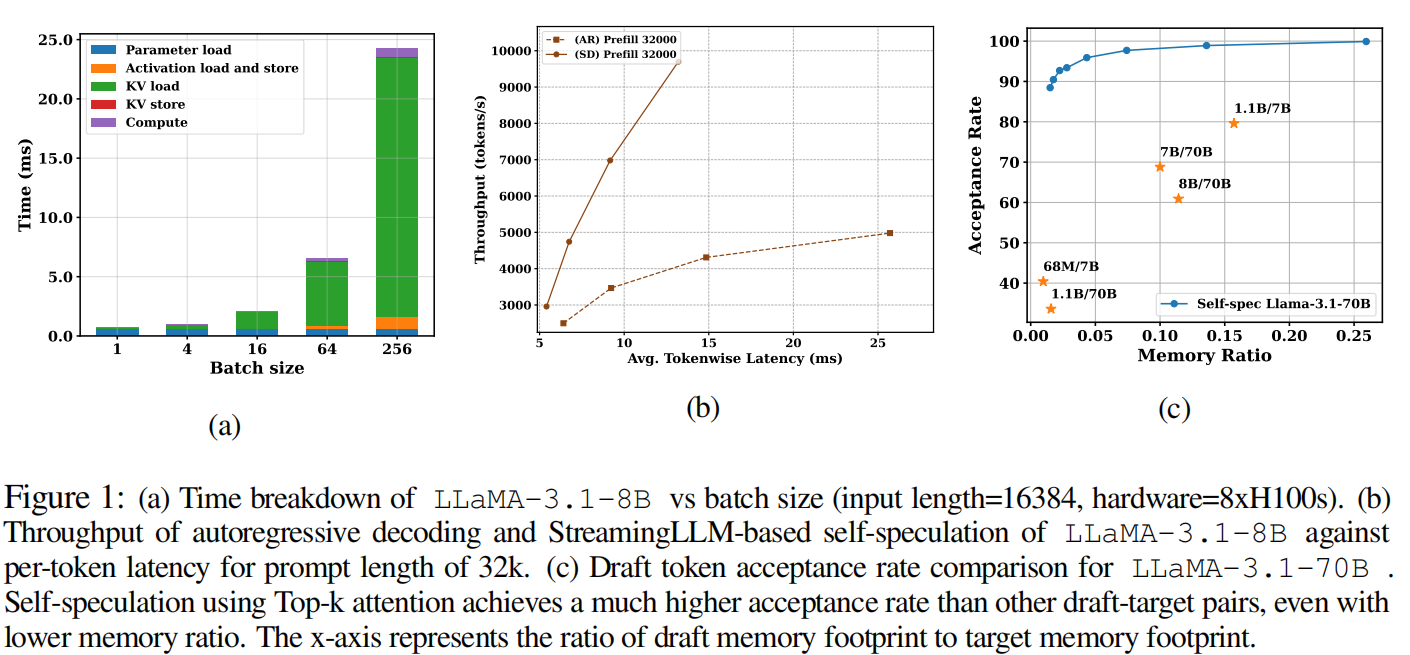 25.0
20.0
15.0
10.0
5.0
0.0
Time (ms)
Parameter load
Activation load and store
KV load
KV store
Compute
1 4 16 64 256
Batch size
(a)
10000
9000
8000
7000
6000
5000
4000
3000
Throughput (tokens/s)
(AR) Prefill 32000
(SD) Prefill 32000
5 10 15 20 25
Avg. Tokenwise Latency (ms)
(b)
100
90
80
70
60
50
40
Acceptance Rate
1.1B/7B
7B/70B
8B/70B
68M/7B
1.1B/70B
Self-spec Llama-3.1-70B
0.00 0.05 0.10 0.15 0.20 0.25
Memory Ratio
(c)
Figure 1: (a) Time breakdown of LLaMA-3.1-8B vs batch size (input length=16384, hardware=8xH100s). (b)
Throughput of autoregressive decoding and StreamingLLM-based self-speculation of LLaMA-3.1-8B against
per-token latency for prompt length of 32k. (c) Draft token acceptance rate comparison for LLaMA-3.1-70B .
Self-speculation using Top-k attention achieves a much higher acceptance rate than other draft-target pairs, even with
lower memory ratio. The x-axis represents the ratio of draft memory footprint to target memory footprint.